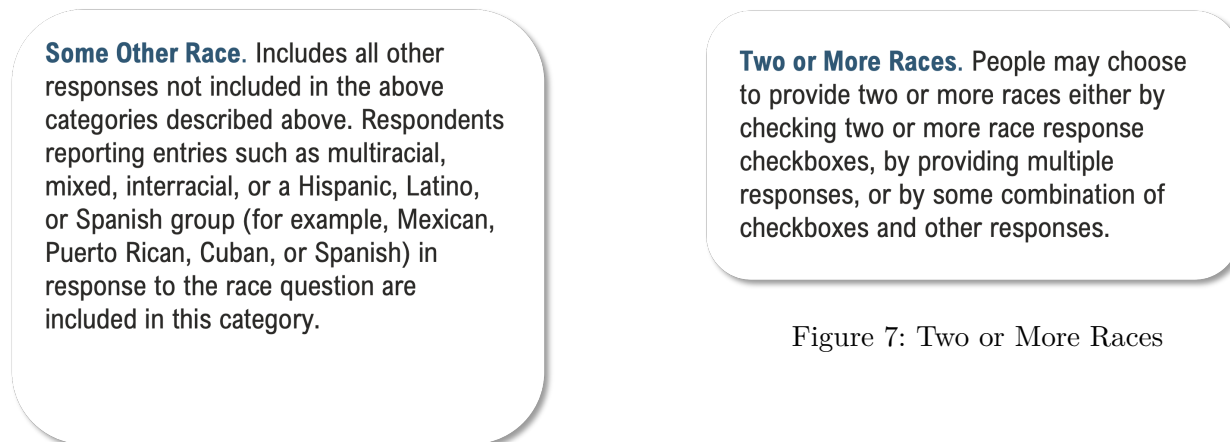 Some Other Race. Includes all other
responses not included in the above
categories described above. Respondents
reporting entries such as multiracial,
mixed, interracial, or a Hispanic, Latino,
or Spanish group (for example, Mexican,
Puerto Rican, Cuban, or Spanish) in
response to the race question are
included in this category.
Two or More Races. People may choose
to provide two or more races either by
checking two or more race response
checkboxes, by providing multiple
responses, or by some combination of
checkboxes and other responses.
Figure 7: Two or More Races